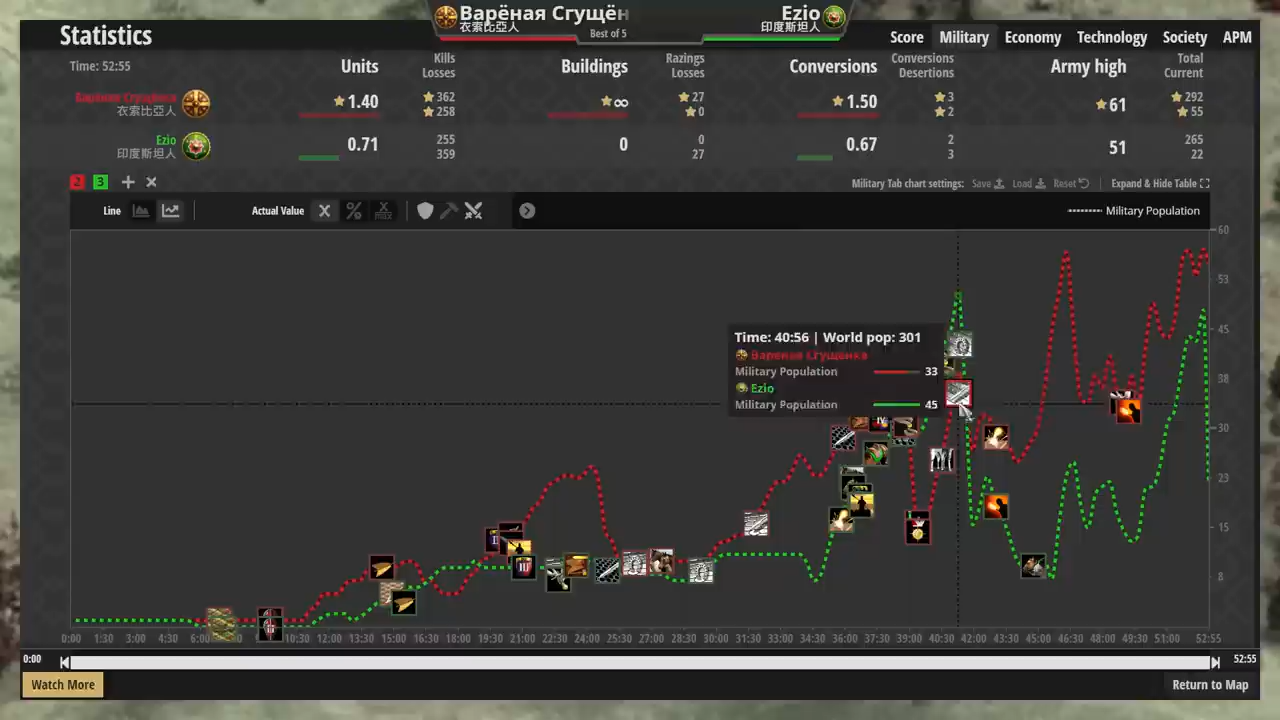 Варёная Сгущён
衣索比亞人
Best of 5
Ezio
印度斯坦人
Statistics
Score Military Economy Technology Society APM
Time: 52:55
Units
Kills
Losses
Buildings
Razings
Losses
Conversions
Conversions
Desertions
Army high
Total
Current
Варёная Сгущёнка
衣索比亞人
1.40
362
258
∞
27
0
1.50
3
2
61
292
55
Ezio
印度斯坦人
0.71
255
359
0
0
27
0.67
2
3
51
265
22
2 3
Military Tab chart settings: Save Load Reset Expand & Hide Table
Line
Actual Value
X
%
X
max
Military Population
60
53
45
38
30
23
15
8
Time: 40:56 | World pop: 301
Варёная Сгущёнка
Military Population 33
Ezio
Military Population 45
0:00 1:30 3:00 4:30 6:00 10:30 12:00 13:30 15:00 16:30 18:00 19:30 21:00 22:30 24:00 25:30 27:00 28:30 30:00 31:30 33:00 34:30 36:00 37:30 39:00 40:30 42:00 43:30 45:00 46:30 48:00 49:30 51:00 52:55
0:00
52:55
Watch More
Return to Map